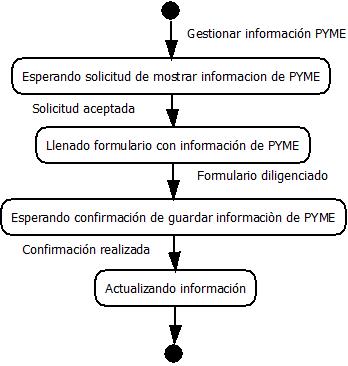 Gestionar información PYME
Esperando solicitud de mostrar informacion de PYME
Solicitud aceptada
Llenado formulario con información de PYME
Formulario diligenciado
Esperando confirmación de guardar informaciòn de PYME
Confirmación realizada
Actualizando información